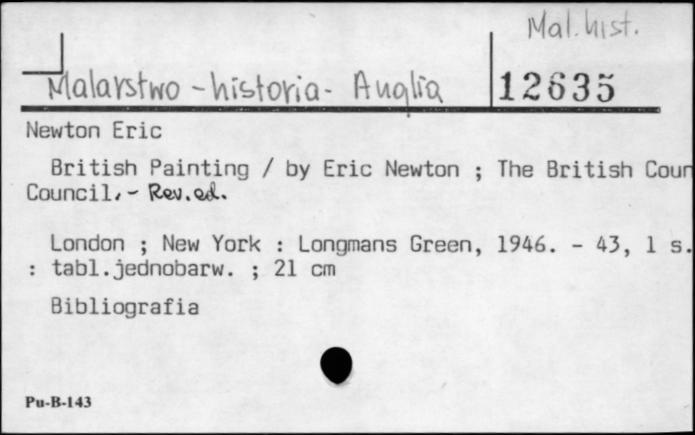 Mal. hist.
Malarstwo - historia - Anglia
12635
Newton Eric
British Painting / by Eric Newton ; The British Coun
Council. - Rev. ed.
London ; New York : Longmans Green, 1946. - 43, 1 s.
: tabl.jednobarw. ; 21 cm
Bibliografia
Pu-B-143